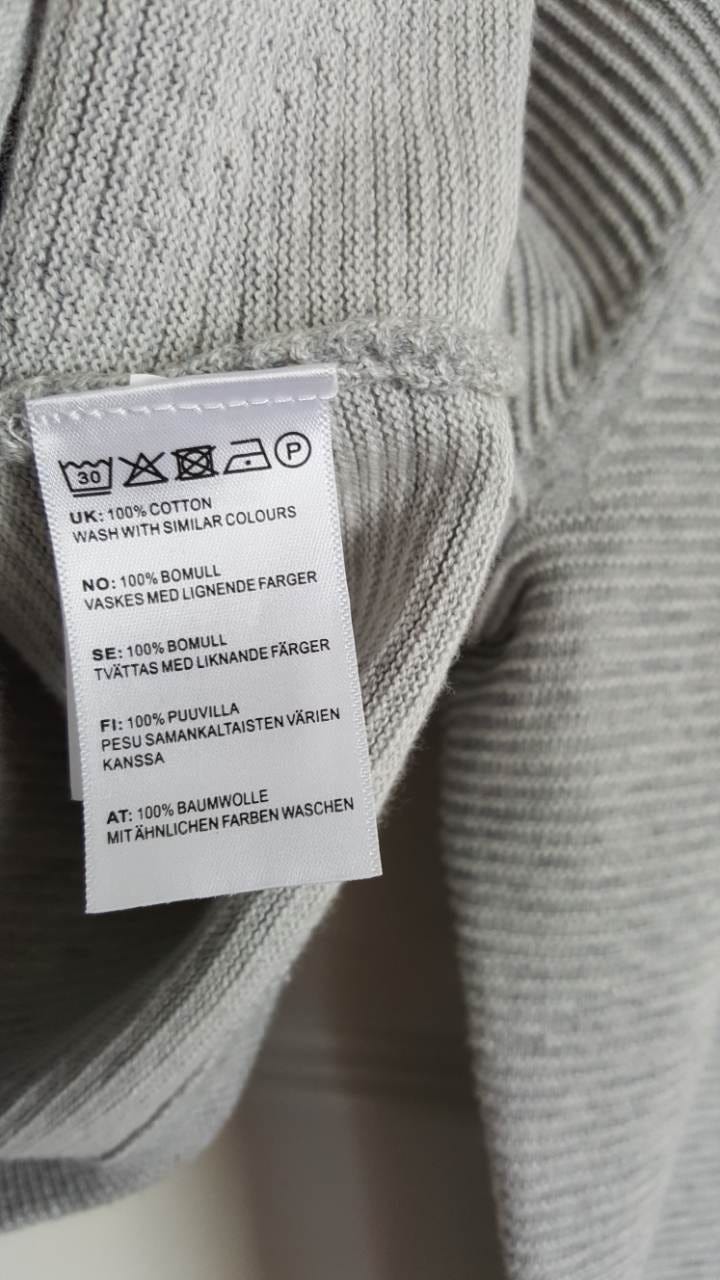 30 P
UK: 100% COTTON
WASH WITH SIMILAR COLOURS
NO: 100% BOMULL
VASKES MED LIGNENDE FARGER
SE: 100% BOMULL
TVÄTTAS MED LIKNANDE FÄRGER
FI: 100% PUUVILLA
PESU SAMANKALTAISTEN VÄRIEN
KANSSA
AT: 100% BAUMWOLLE
MIT ÄHNLICHEN FARBEN WASCHEN